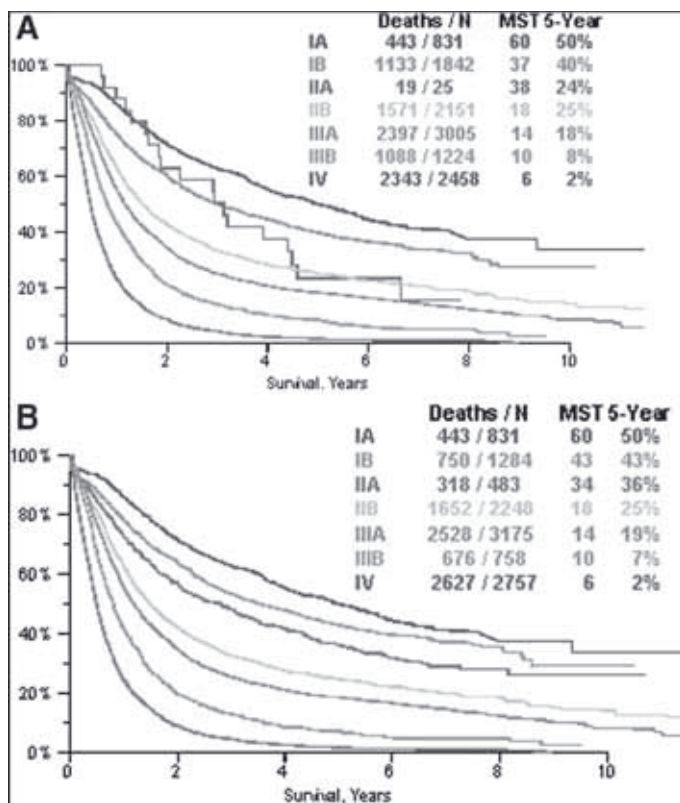 A
Deaths / N MST 5-Year
IA 443 / 831 60 50%
IB 1133 / 1842 37 40%
IIA 19 / 25 38 24%
IIB 1571 / 2151 18 25%
IIIA 2397 / 3005 14 18%
IIIB 1088 / 1224 10 8%
IV 2343 / 2458 6 2%
100%
80%
60%
40%
20%
0%
0 2 4 6 8 10
Survival, Years
B
Deaths / N MST 5-Year
IA 443 / 831 60 50%
IB 750 / 1284 43 43%
IIA 318 / 483 34 36%
IIB 1652 / 2248 18 25%
IIIA 2528 / 3175 14 19%
IIIB 676 / 758 10 7%
IV 2627 / 2757 6 2%
100%
80%
60%
40%
20%
0%
0 2 4 6 8 10
Survival, Years